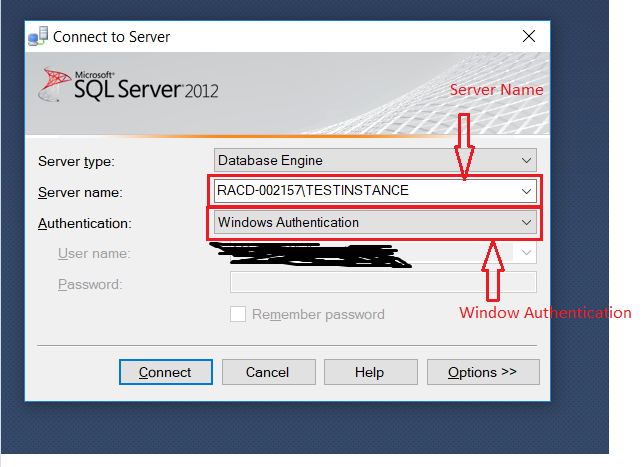 Connect to Server
Microsoft®
SQL Server® 2012
Server Name
Server type:
Database Engine
Server name:
RACD-002157\TESTINSTANCE
Authentication:
Windows Authentication
User name:
Password:
Window Authentication
Remember password
Connect
Cancel
Help
Options >>